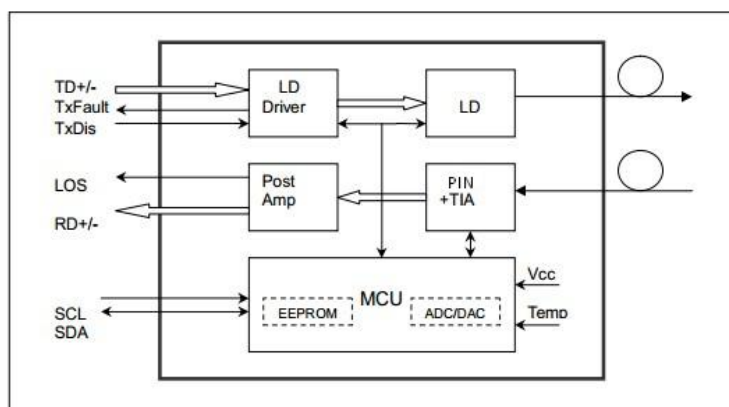 TD+/-
TxFault
TxDis
LD
Driver
LD
LOS
RD+/-
Post
Amp
PIN
+TIA
SCL
SDA
MCU
EEPROM
ADC/DAC
Vcc
Temp